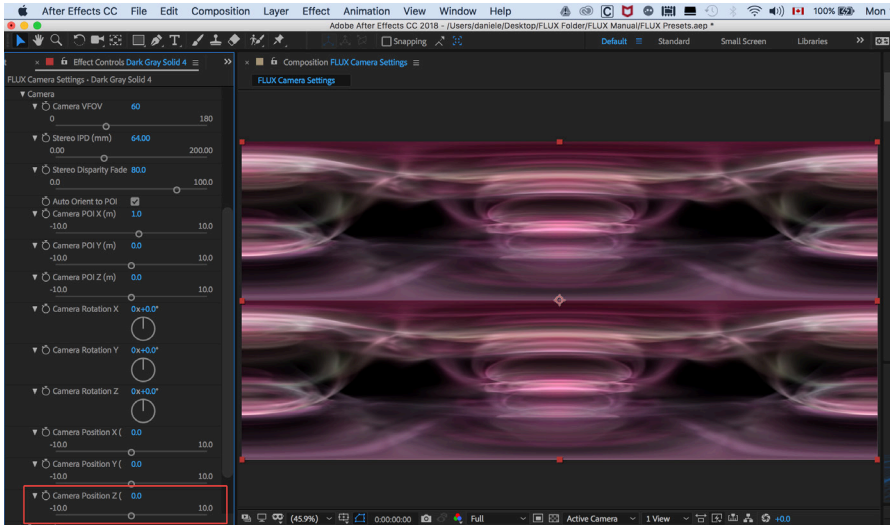 After Effects CC File Edit Composition Layer Effect Animation View Window Help 100% Mon
Adobe After Effects CC 2018 - /Users/daniele/Desktop/FLUX Folder/FLUX Manual/FLUX Presets.aep *
Snapping Default Standard Small Screen Libraries
Effect Controls Dark Gray Solid 4
Composition FLUX Camera Settings
FLUX Camera Settings • Dark Gray Solid 4
FLUX Camera Settings
Camera
Camera VFOV 60
0 180
Stereo IPD (mm) 64.00
0.00 200.00
Stereo Disparity Fade 80.0
0.0 100.0
Auto Orient to POI
Camera POI X (m) 1.0
-10.0 10.0
Camera POI Y (m) 0.0
-10.0 10.0
Camera POI Z (m) 0.0
-10.0 10.0
Camera Rotation X 0x+0.0°
Camera Rotation Y 0x+0.0°
Camera Rotation Z 0x+0.0°
Camera Position X ( 0.0
-10.0 10.0
Camera Position Y ( 0.0
-10.0 10.0
Camera Position Z ( 0.0
-10.0 10.0
(45.9%) 0:00:00:00 Full Active Camera 1 View +0.0